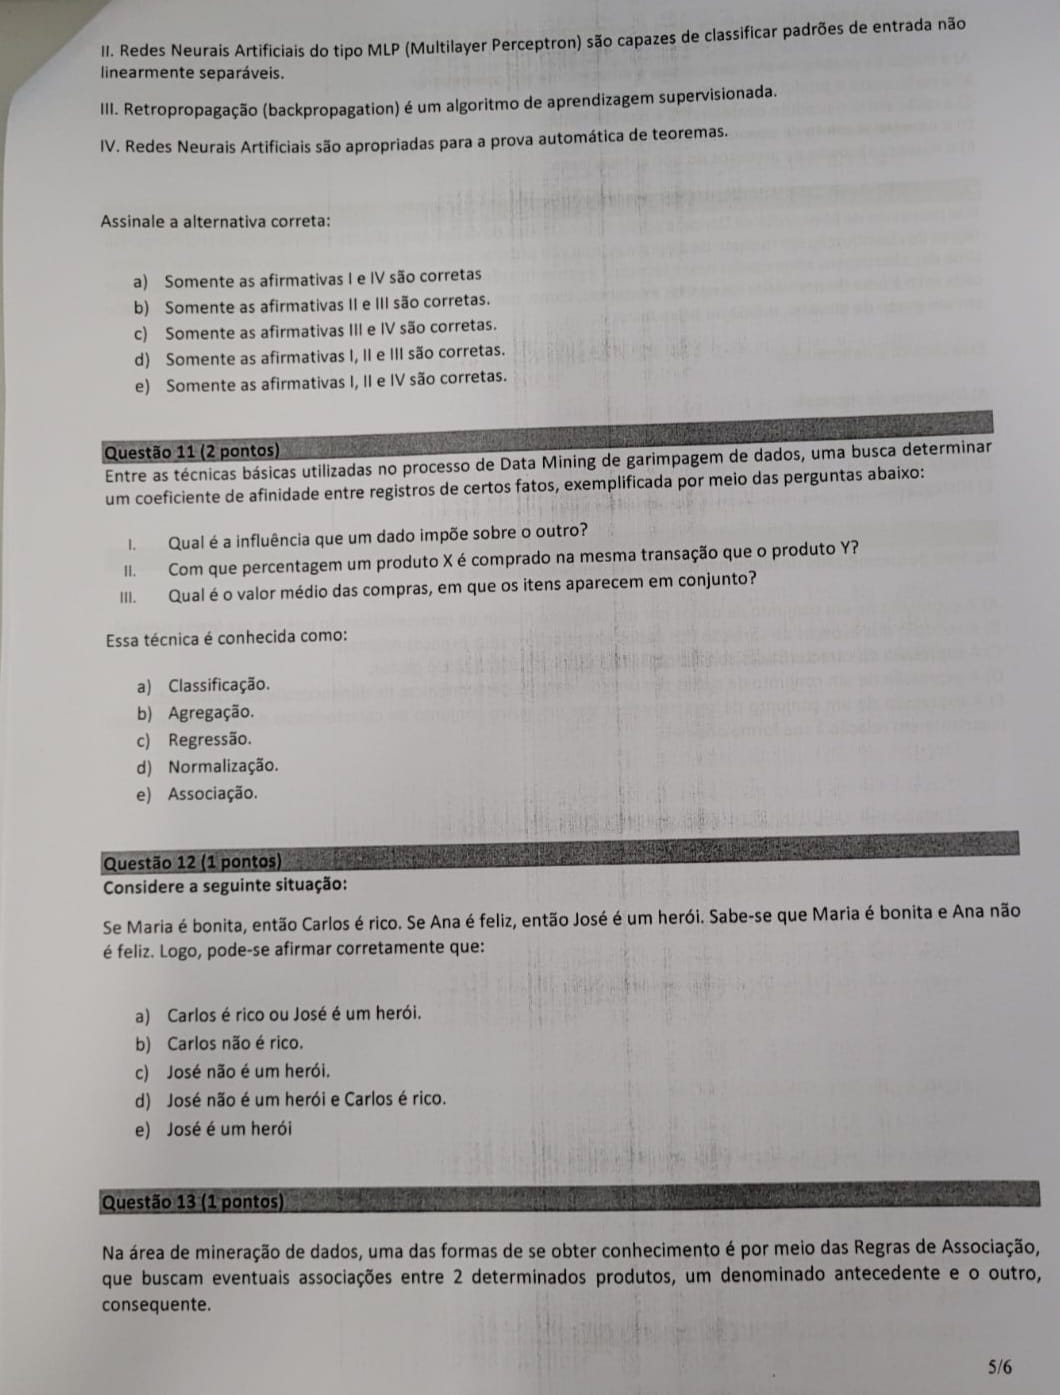 II. Redes Neurais Artificiais do tipo MLP (Multilayer Perceptron) são capazes de classificar padrões de entrada não
linearmente separáveis.
III. Retropropagação (backpropagation) é um algoritmo de aprendizagem supervisionada.
IV. Redes Neurais Artificiais são apropriadas para a prova automática de teoremas.
Assinale a alternativa correta:
a) Somente as afirmativas I e IV são corretas
b) Somente as afirmativas II e III são corretas.
c) Somente as afirmativas III e IV são corretas.
d) Somente as afirmativas I, II e III são corretas.
e) Somente as afirmativas I, II e IV são corretas.
Questão 11 (2 pontos)
Entre as técnicas básicas utilizadas no processo de Data Mining de garimpagem de dados, uma busca determinar
um coeficiente de afinidade entre registros de certos fatos, exemplificada por meio das perguntas abaixo:
I. Qual é a influência que um dado impõe sobre o outro?
II. Com que percentagem um produto X é comprado na mesma transação que o produto Y?
III. Qual é o valor médio das compras, em que os itens aparecem em conjunto?
Essa técnica é conhecida como:
a) Classificação.
b) Agregação.
c) Regressão.
d) Normalização.
e) Associação.
Questão 12 (1 pontos)
Considere a seguinte situação:
Se Maria é bonita, então Carlos é rico. Se Ana é feliz, então José é um herói. Sabe-se que Maria é bonita e Ana não
é feliz. Logo, pode-se afirmar corretamente que:
a) Carlos é rico ou José é um herói.
b) Carlos não é rico.
c) José não é um herói.
d) José não é um herói e Carlos é rico.
e) José é um herói
Questão 13 (1 pontos)
Na área de mineração de dados, uma das formas de se obter conhecimento é por meio das Regras de Associação,
que buscam eventuais associações entre 2 determinados produtos, um denominado antecedente e o outro,
consequente.
5/6